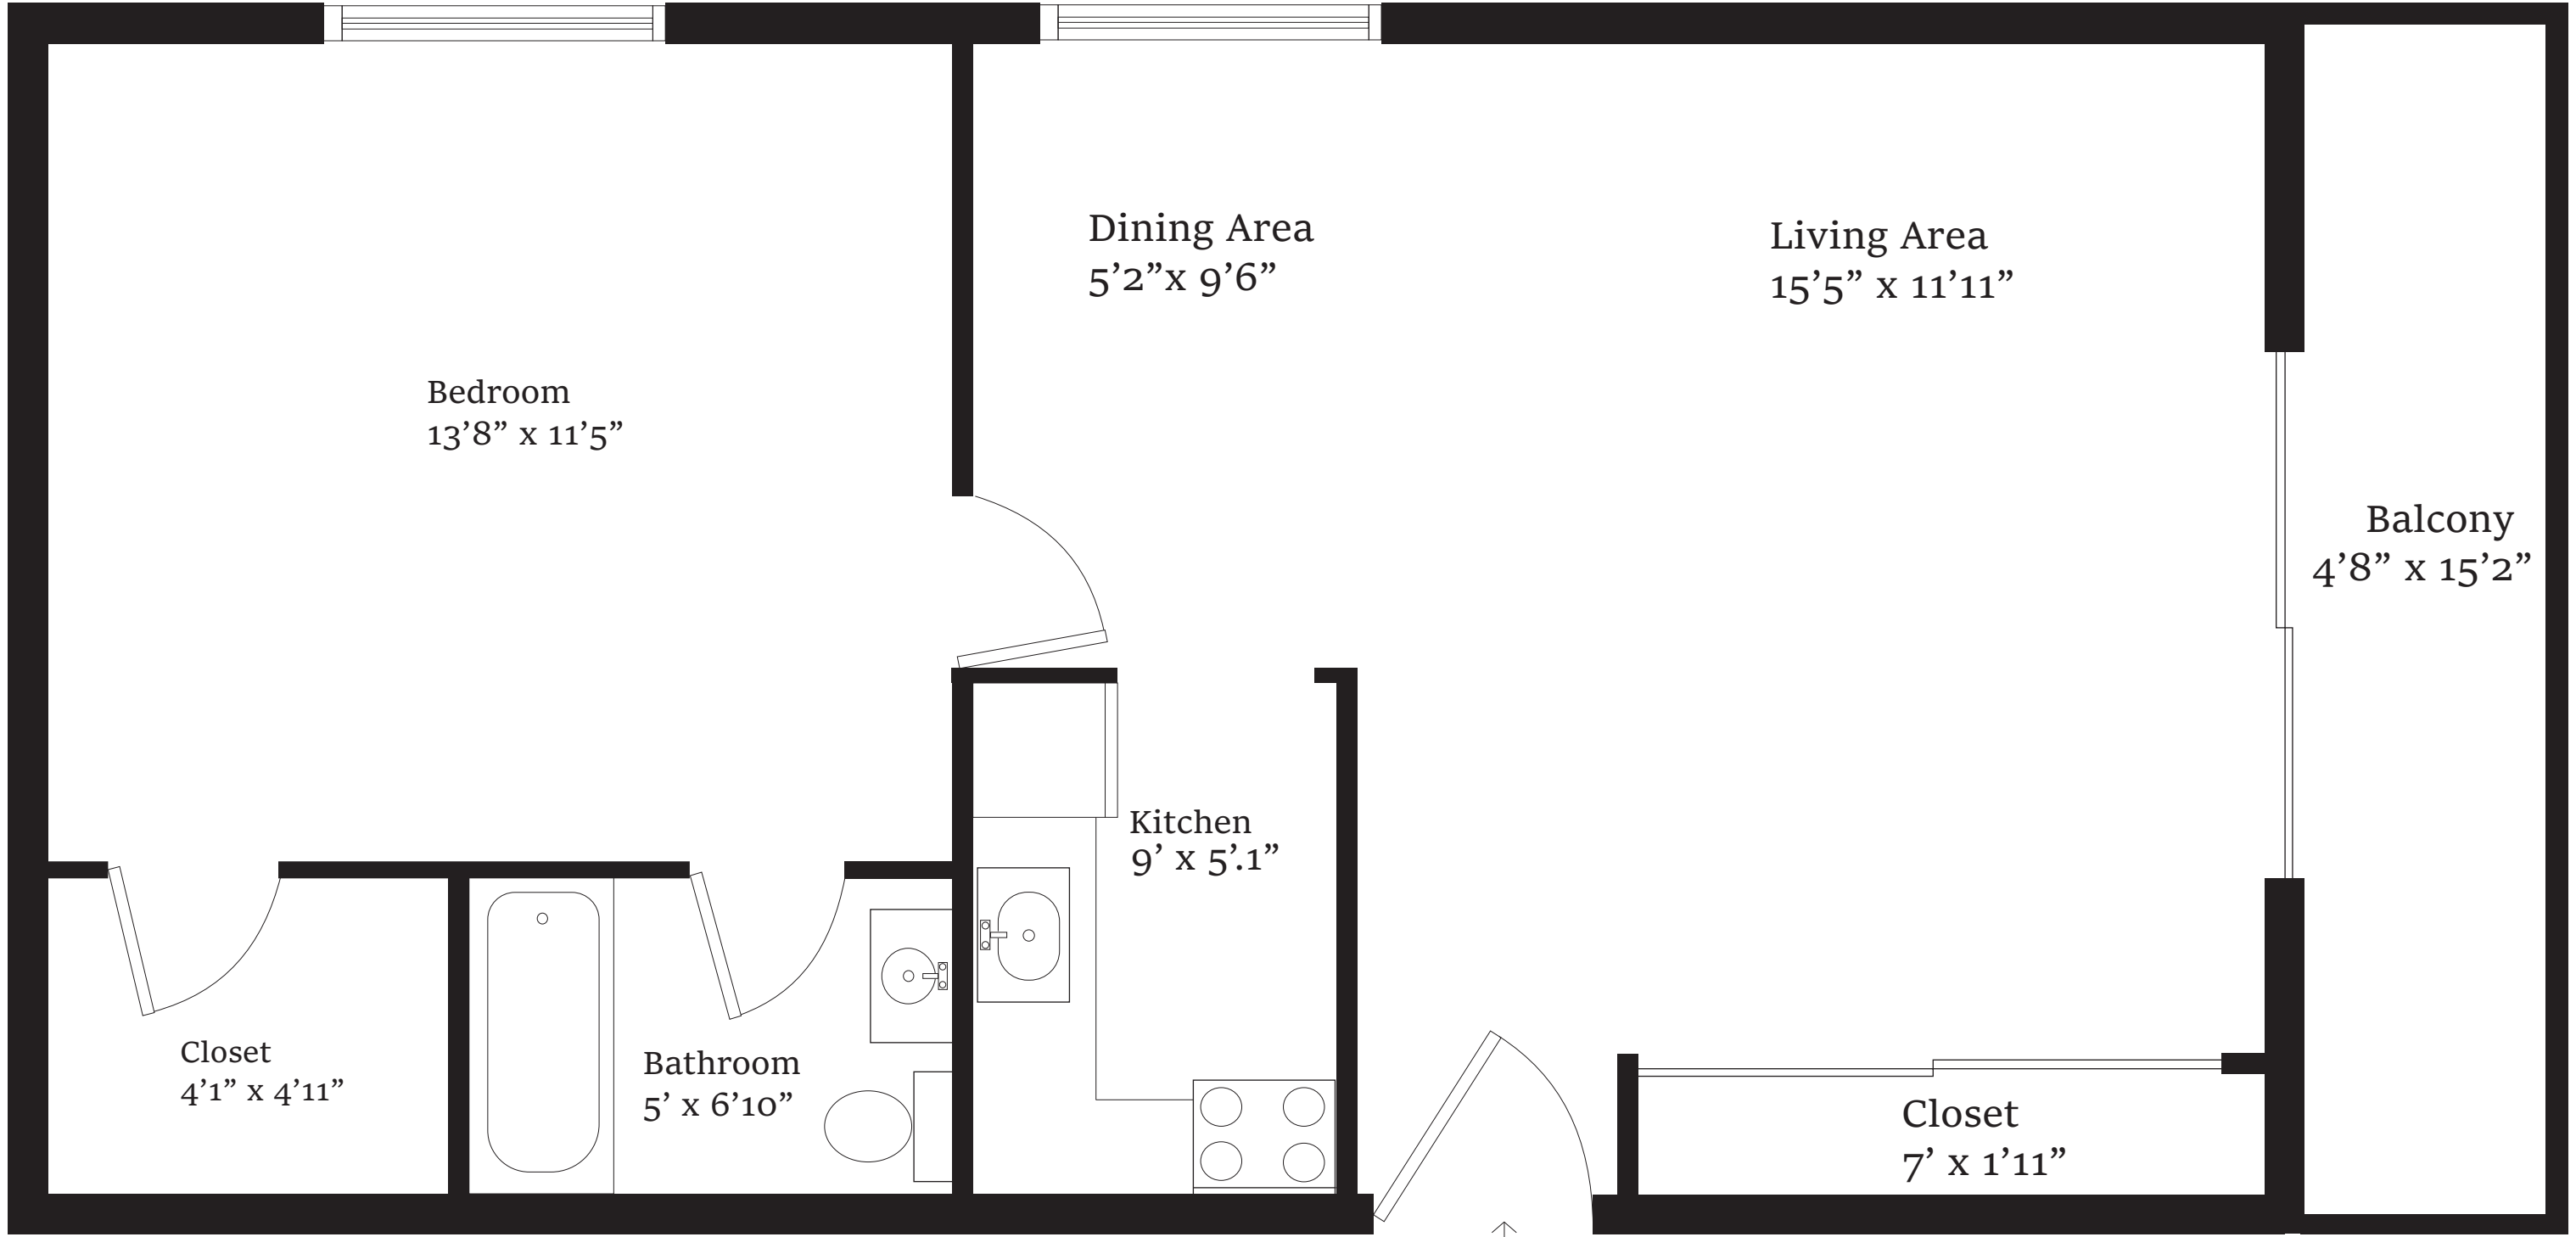 Dining Area
5’2”x 9’6”
Living Area
15’5” x 11’11”
Bedroom
13’8” x 11’5”
Balcony
4’8” x 15’2”
Kitchen
9’ x 5’.1”
Closet
4’1” x 4’11”
Bathroom
5’ x 6’10”
Closet
7’ x 1’11”